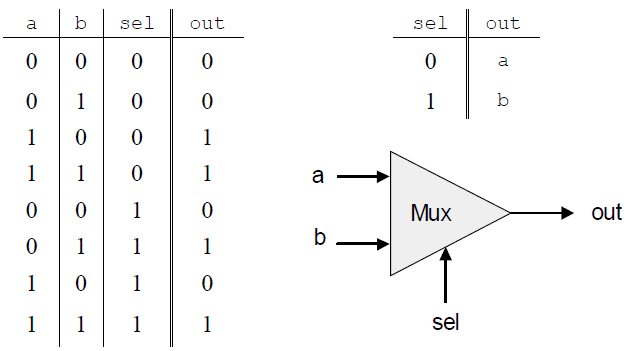 a b sel out
0 0 0 0
0 1 0 0
1 0 0 1
1 1 0 1
0 0 1 0
0 1 1 1
1 0 1 0
1 1 1 1
sel out
0 a
1 b
a
b
Mux
out
sel